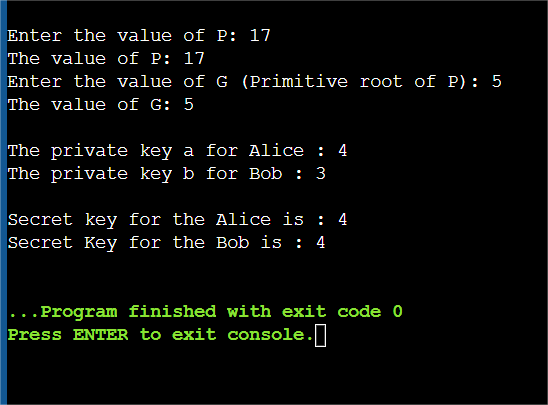 Enter the value of P: 17
The value of P: 17
Enter the value of G (Primitive root of P): 5
The value of G: 5
The private key a for Alice : 4
The private key b for Bob : 3
Secret key for the Alice is : 4
Secret Key for the Bob is : 4
...Program finished with exit code 0
Press ENTER to exit console.